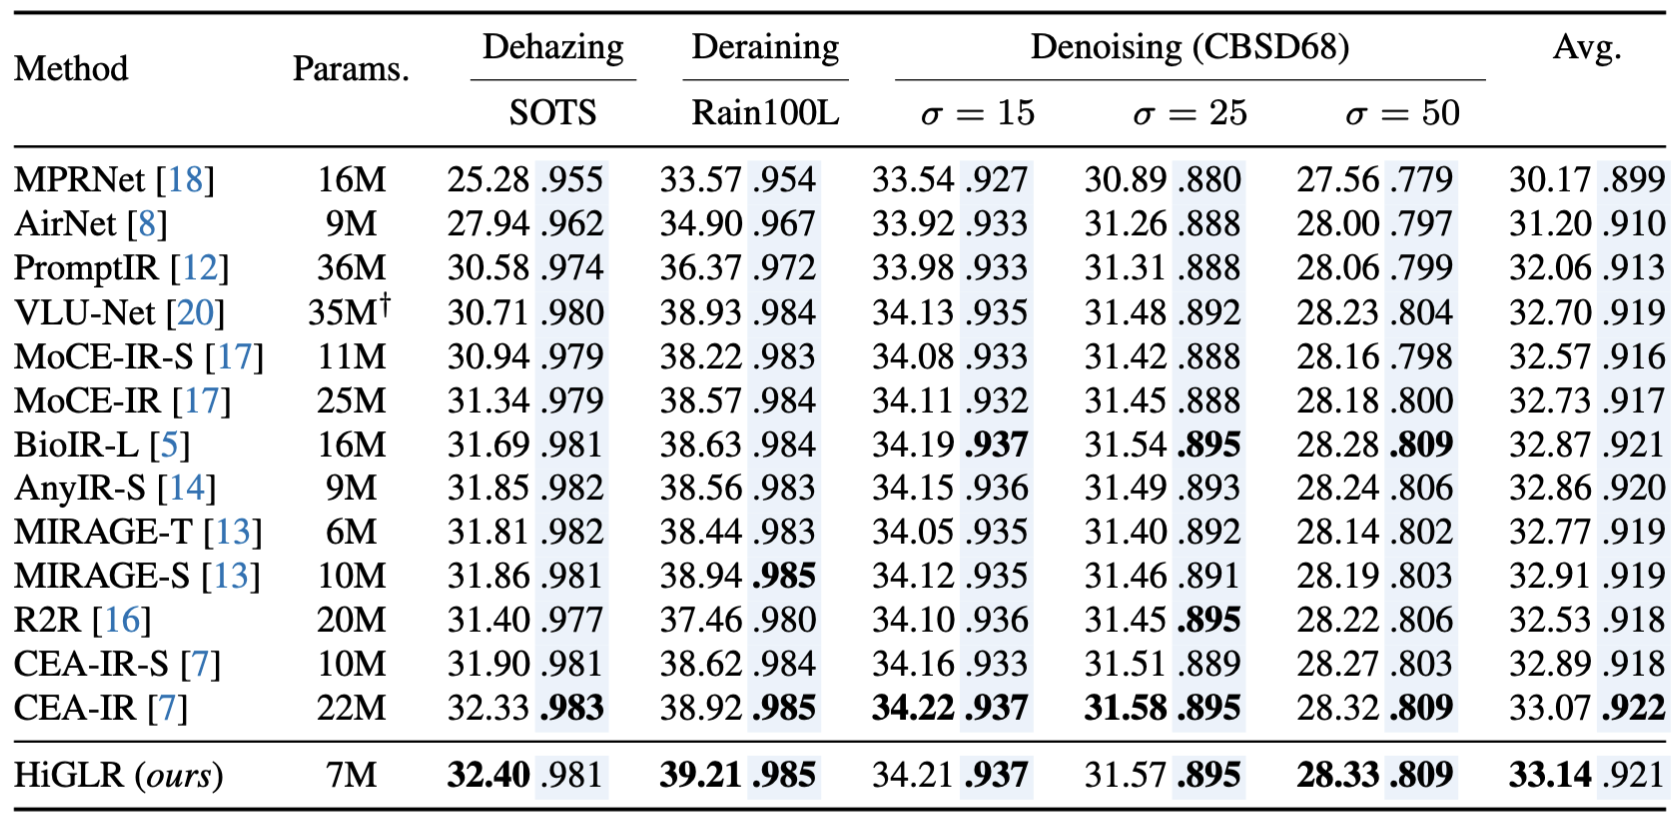 Method Params. Dehazing Deraining Denoising (CBSD68) Avg.
SOTS Rain100L σ = 15 σ = 25 σ = 50
MPRNet [18] 16M 25.28 .955 33.57 .954 33.54 .927 30.89 .880 27.56 .779 30.17 .899
AirNet [8] 9M 27.94 .962 34.90 .967 33.92 .933 31.26 .888 28.00 .797 31.20 .910
PromptIR [12] 36M 30.58 .974 36.37 .972 33.98 .933 31.31 .888 28.06 .799 32.06 .913
VLU-Net [20] 35M† 30.71 .980 38.93 .984 34.13 .935 31.48 .892 28.23 .804 32.70 .919
MoCE-IR-S [17] 11M 30.94 .979 38.22 .983 34.08 .933 31.42 .888 28.16 .798 32.57 .916
MoCE-IR [17] 25M 31.34 .979 38.57 .984 34.11 .932 31.45 .888 28.18 .800 32.73 .917
BioIR-L [5] 16M 31.69 .981 38.63 .984 34.19 .937 31.54 .895 28.28 .809 32.87 .921
AnyIR-S [14] 9M 31.85 .982 38.56 .983 34.15 .936 31.49 .893 28.24 .806 32.86 .920
MIRAGE-T [13] 6M 31.81 .982 38.44 .983 34.05 .935 31.40 .892 28.14 .802 32.77 .919
MIRAGE-S [13] 10M 31.86 .981 38.94 .985 34.12 .935 31.46 .891 28.19 .803 32.91 .919
R2R [16] 20M 31.40 .977 37.46 .980 34.10 .936 31.45 .895 28.22 .806 32.53 .918
CEA-IR-S [7] 10M 31.90 .981 38.62 .984 34.16 .933 31.51 .889 28.27 .803 32.89 .918
CEA-IR [7] 22M 32.33 .983 38.92 .985 34.22 .937 31.58 .895 28.32 .809 33.07 .922
HiGLR (ours) 7M 32.40 .981 39.21 .985 34.21 .937 31.57 .895 28.33 .809 33.14 .921